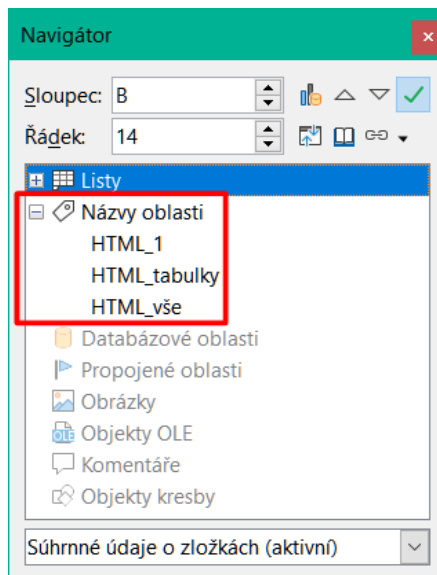 Navigátor
Sloupec: B
Řádek: 14
Listy
Názvy oblasti
HTML_1
HTML_tabulky
HTML_vše
Databázové oblasti
Propojené oblasti
Obrázky
Objekty OLE
Komentáře
Objekty kresby
Súhrnné údaje o zložkách (aktivní)